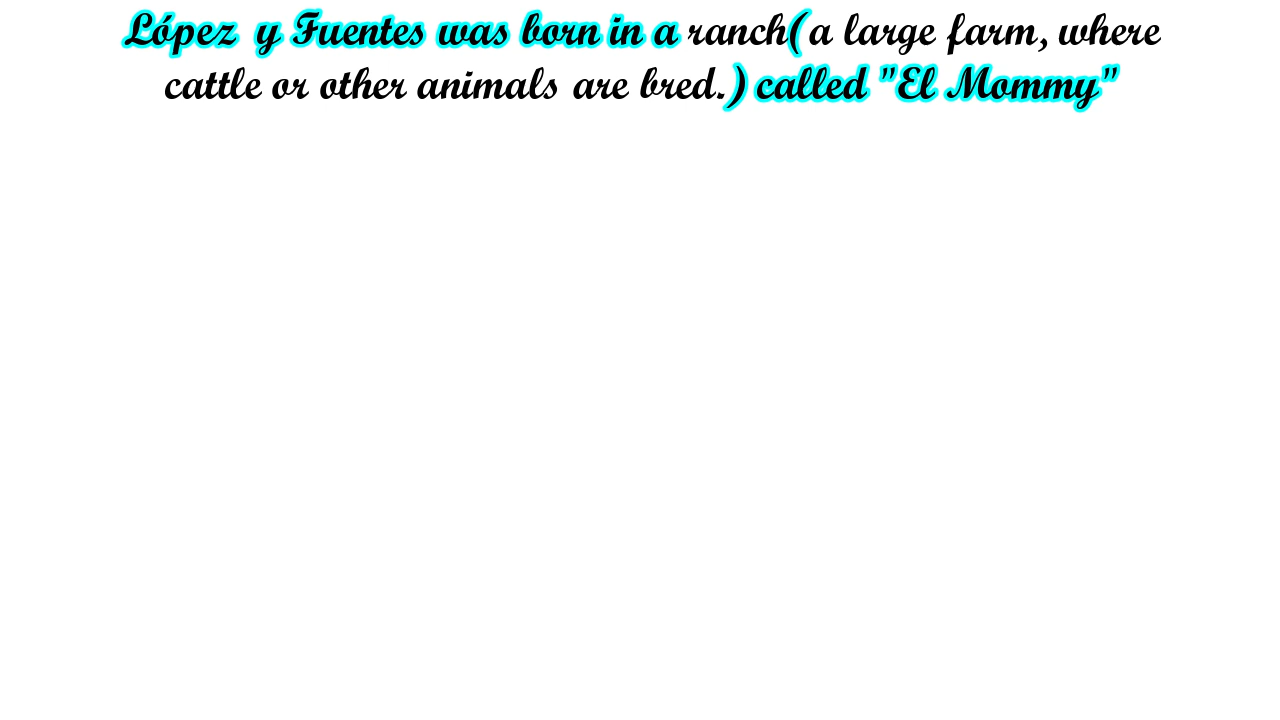 López y Fuentes was born in a ranch(a large farm, where
cattle or other animals are bred.) called "El Mommy"